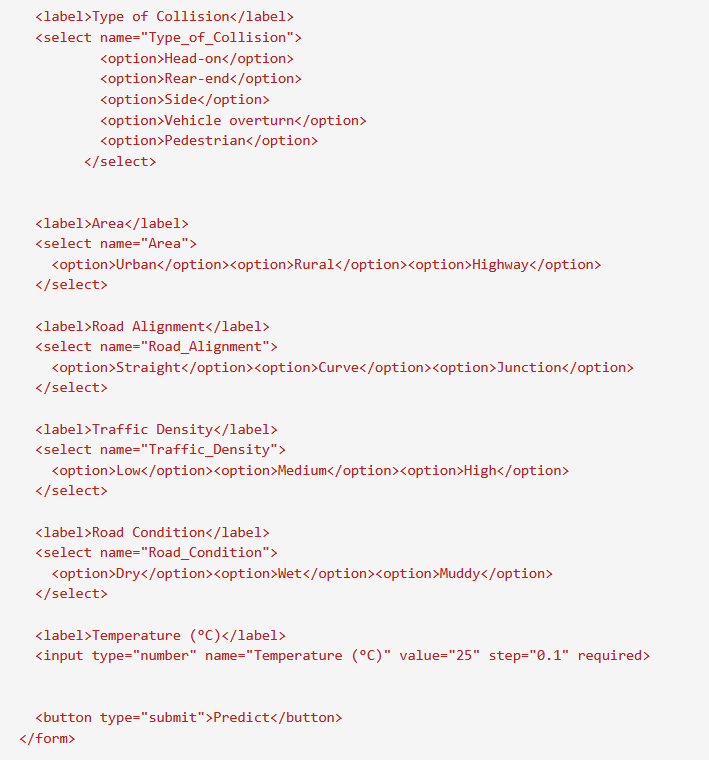 <label>Type of Collision</label>
<select name="Type_of_Collision">
<option>Head-on</option>
<option>Rear-end</option>
<option>Side</option>
<option>Vehicle overturn</option>
<option>Pedestrian</option>
</select>
<label>Area</label>
<select name="Area">
<option>Urban</option><option>Rural</option><option>Highway</option>
</select>
<label>Road Alignment</label>
<select name="Road_Alignment">
<option>Straight</option><option>Curve</option><option>Junction</option>
</select>
<label>Traffic Density</label>
<select name="Traffic_Density">
<option>Low</option><option>Medium</option><option>High</option>
</select>
<label>Road Condition</label>
<select name="Road_Condition">
<option>Dry</option><option>Wet</option><option>Muddy</option>
</select>
<label>Temperature (°C)</label>
<input type="number" name="Temperature (°C)" value="25" step="0.1" required>
<button type="submit">Predict</button>
</form>